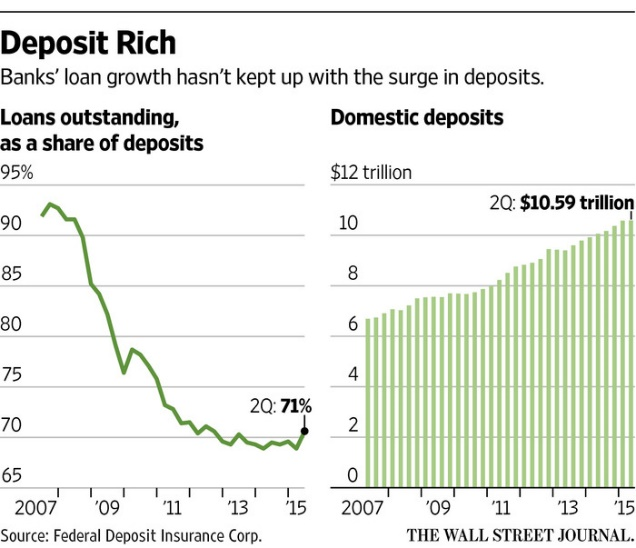 Deposit Rich
Banks’ loan growth hasn’t kept up with the surge in deposits.
Loans outstanding,
as a share of deposits
95%
90
85
80
75
70
65
2Q: 71%
2007 ’09 ’11 ’13 ’15
Domestic deposits
$12 trillion
10
8
6
4
2
0
2Q: $10.59 trillion
2007 ’09 ’11 ’13 ’15
Source: Federal Deposit Insurance Corp.
THE WALL STREET JOURNAL.